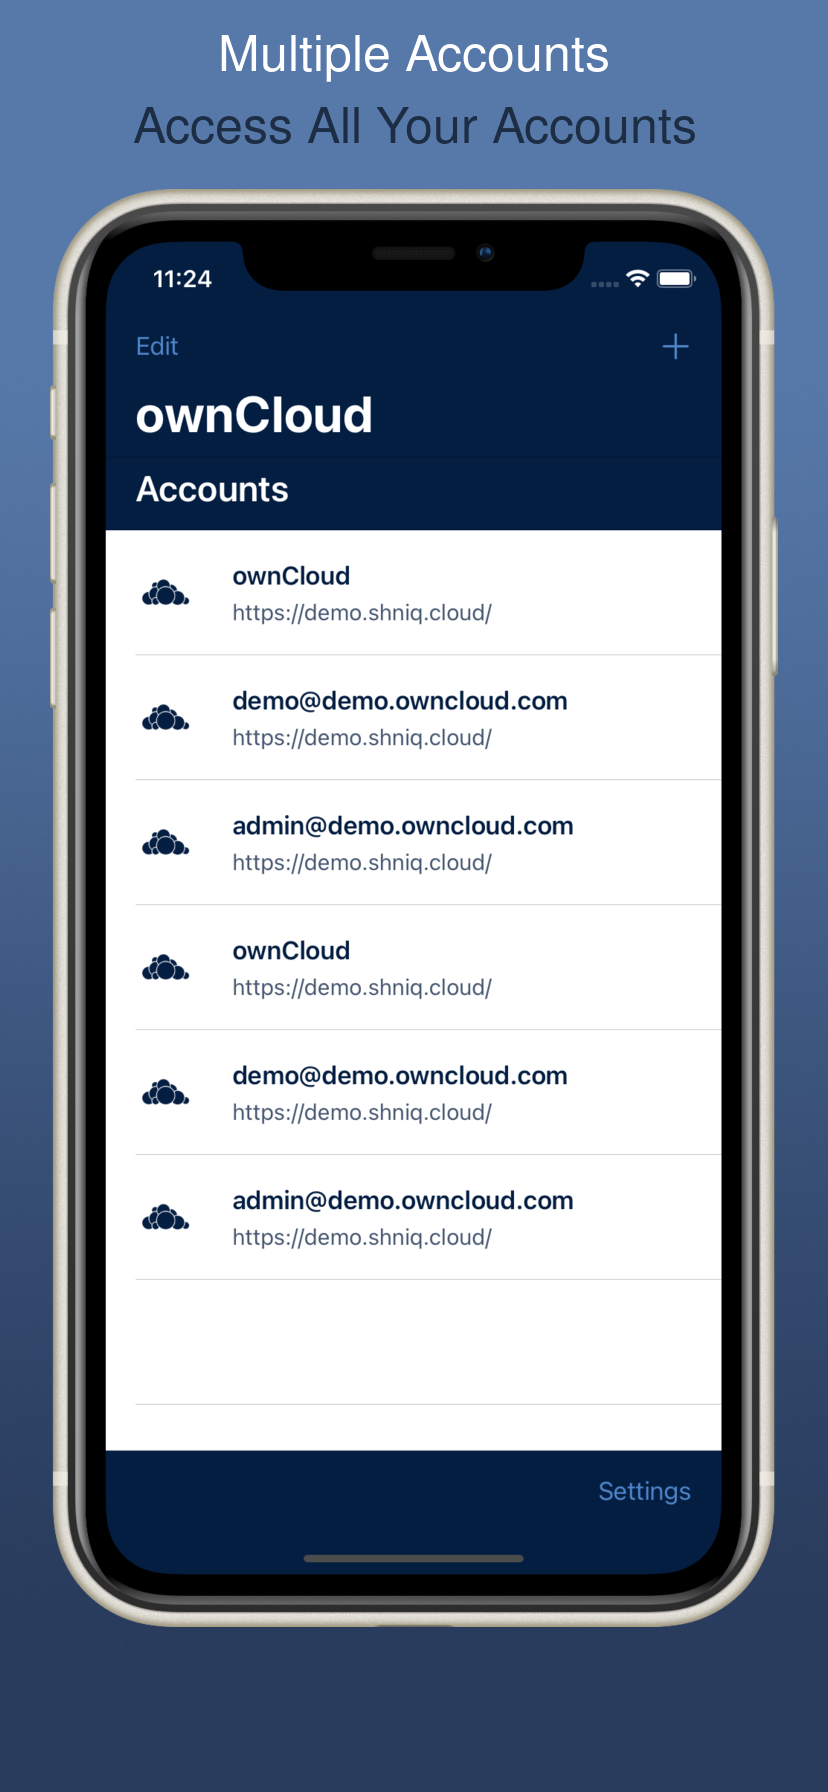 Multiple Accounts
Access All Your Accounts
11:24
Edit
ownCloud
Accounts
ownCloud
https://demo.shniq.cloud/
demo@demo.owncloud.com
https://demo.shniq.cloud/
admin@demo.owncloud.com
https://demo.shniq.cloud/
ownCloud
https://demo.shniq.cloud/
demo@demo.owncloud.com
https://demo.shniq.cloud/
admin@demo.owncloud.com
https://demo.shniq.cloud/
Settings